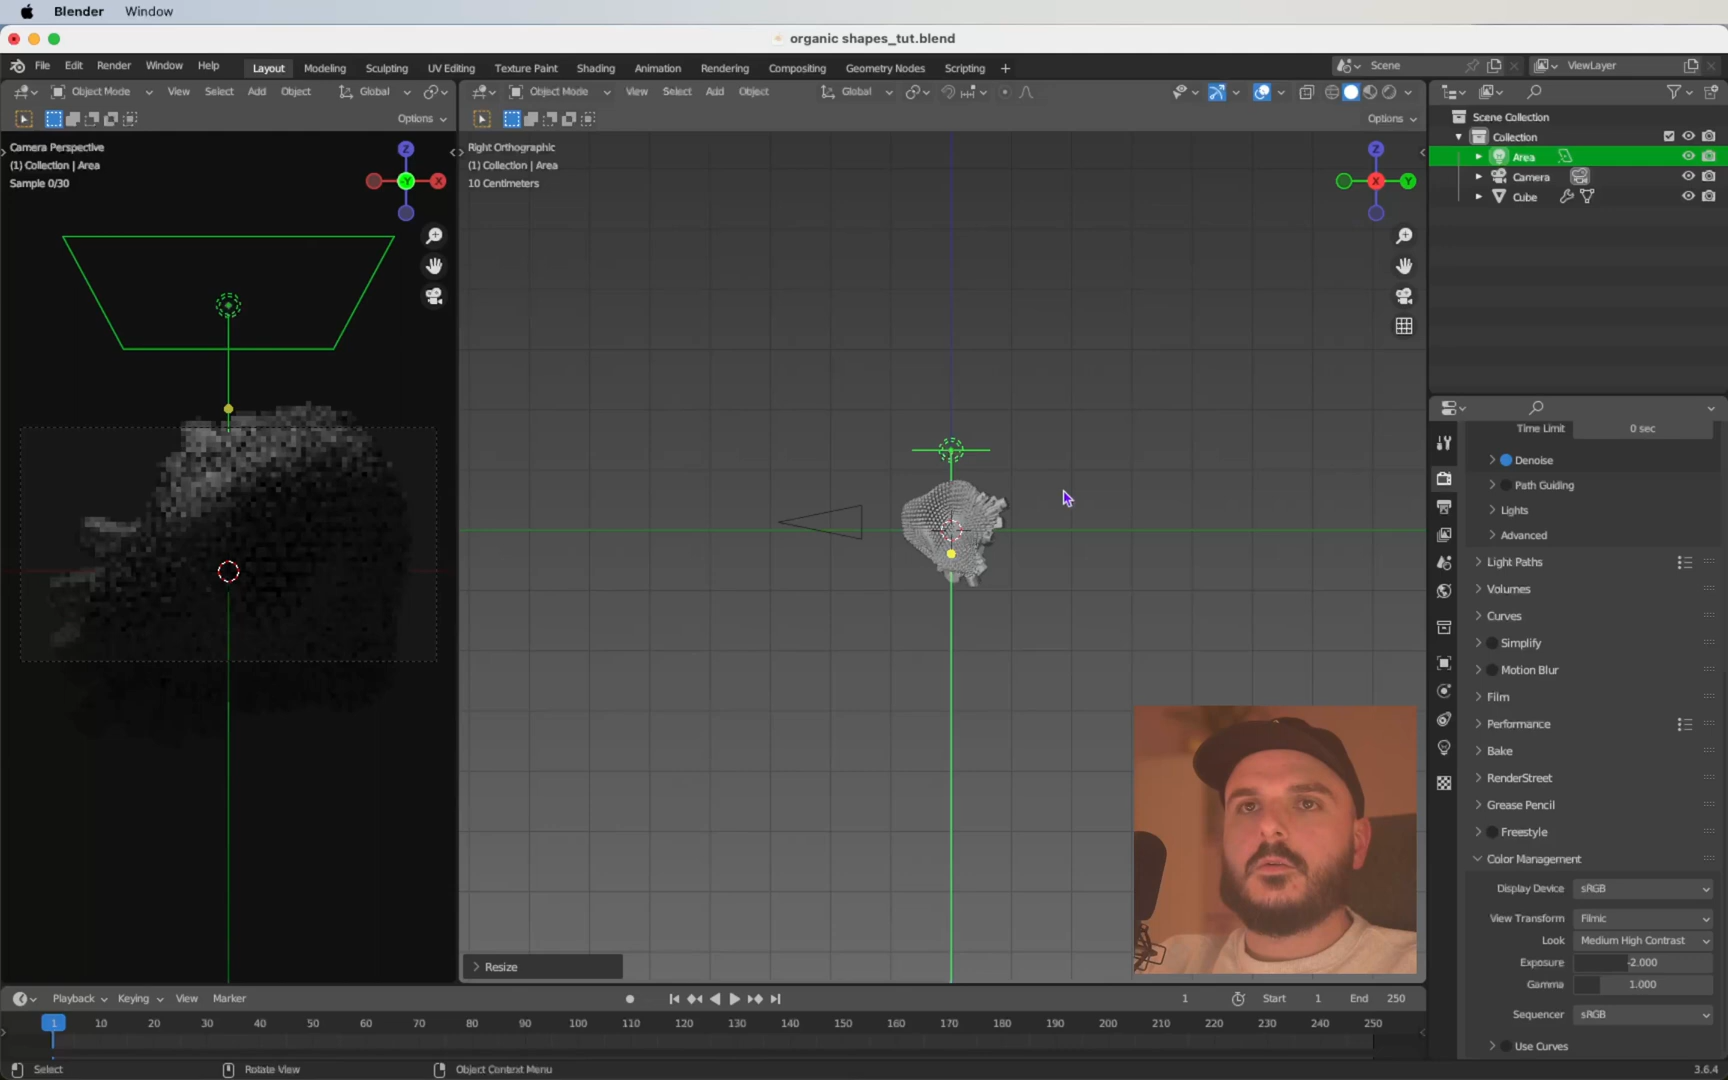 Blender Window
organic shapes_tut.blend
File Edit Render Window Help Layout Modeling Sculpting UV Editing Texture Paint Shading Animation Rendering Compositing Geometry Nodes Scripting + Scene ViewLayer
Object Mode View Select Add Object Global
Object Mode View Select Add Object Global
Options
Options
Camera Perspective
(1) Collection | Area
Sample 0/30
Z
Y
X
Right Orthographic
(1) Collection | Area
10 Centimeters
Z
X
Y
Scene Collection
Collection
Area
Camera
Cube
Time Limit 0 sec
Denoise
Path Guiding
Lights
Advanced
Light Paths
Volumes
Curves
Simplify
Motion Blur
Film
Performance
Bake
RenderStreet
Grease Pencil
Freestyle
Color Management
Display Device sRGB
View Transform Filmic
Look Medium High Contrast
Exposure -2.000
Gamma 1.000
Sequencer sRGB
Use Curves
Resize
Playback Keying View Marker 1 Start 1 End 250
1 10 20 30 40 50 60 70 80 90 100 110 120 130 140 150 160 170 180 190 200 210 220 230 240 250
Select Rotate View Object Context Menu 3.6.4